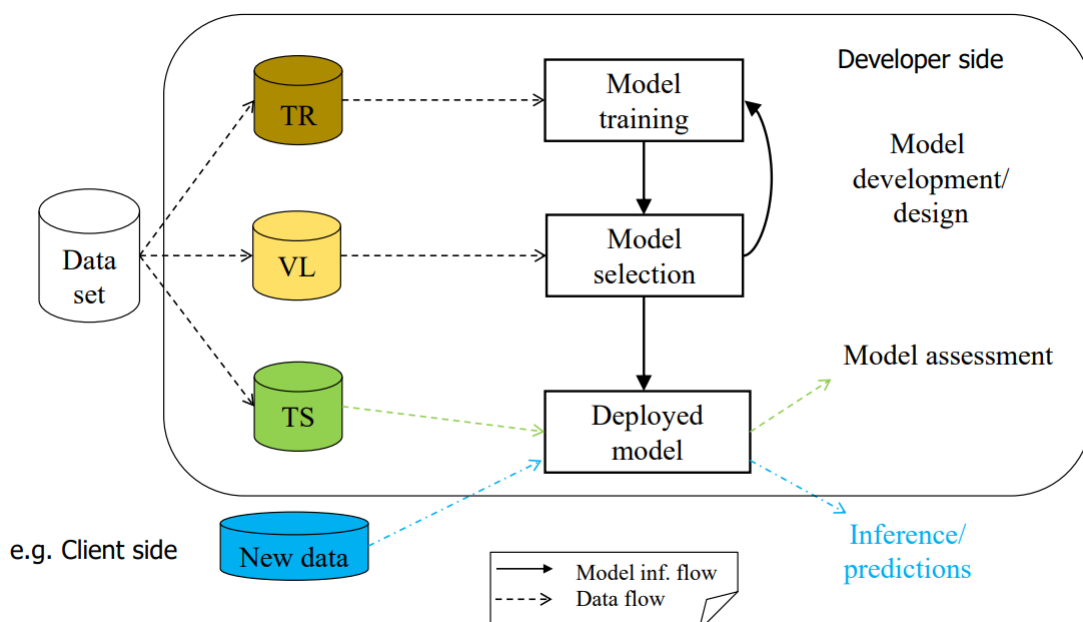 Developer side
TR
Model
training
Model
development/
design
Data
set
VL
Model
selection
Model assessment
TS
Deployed
model
e.g. Client side
New data
Inference/
predictions
Model inf. flow
Data flow